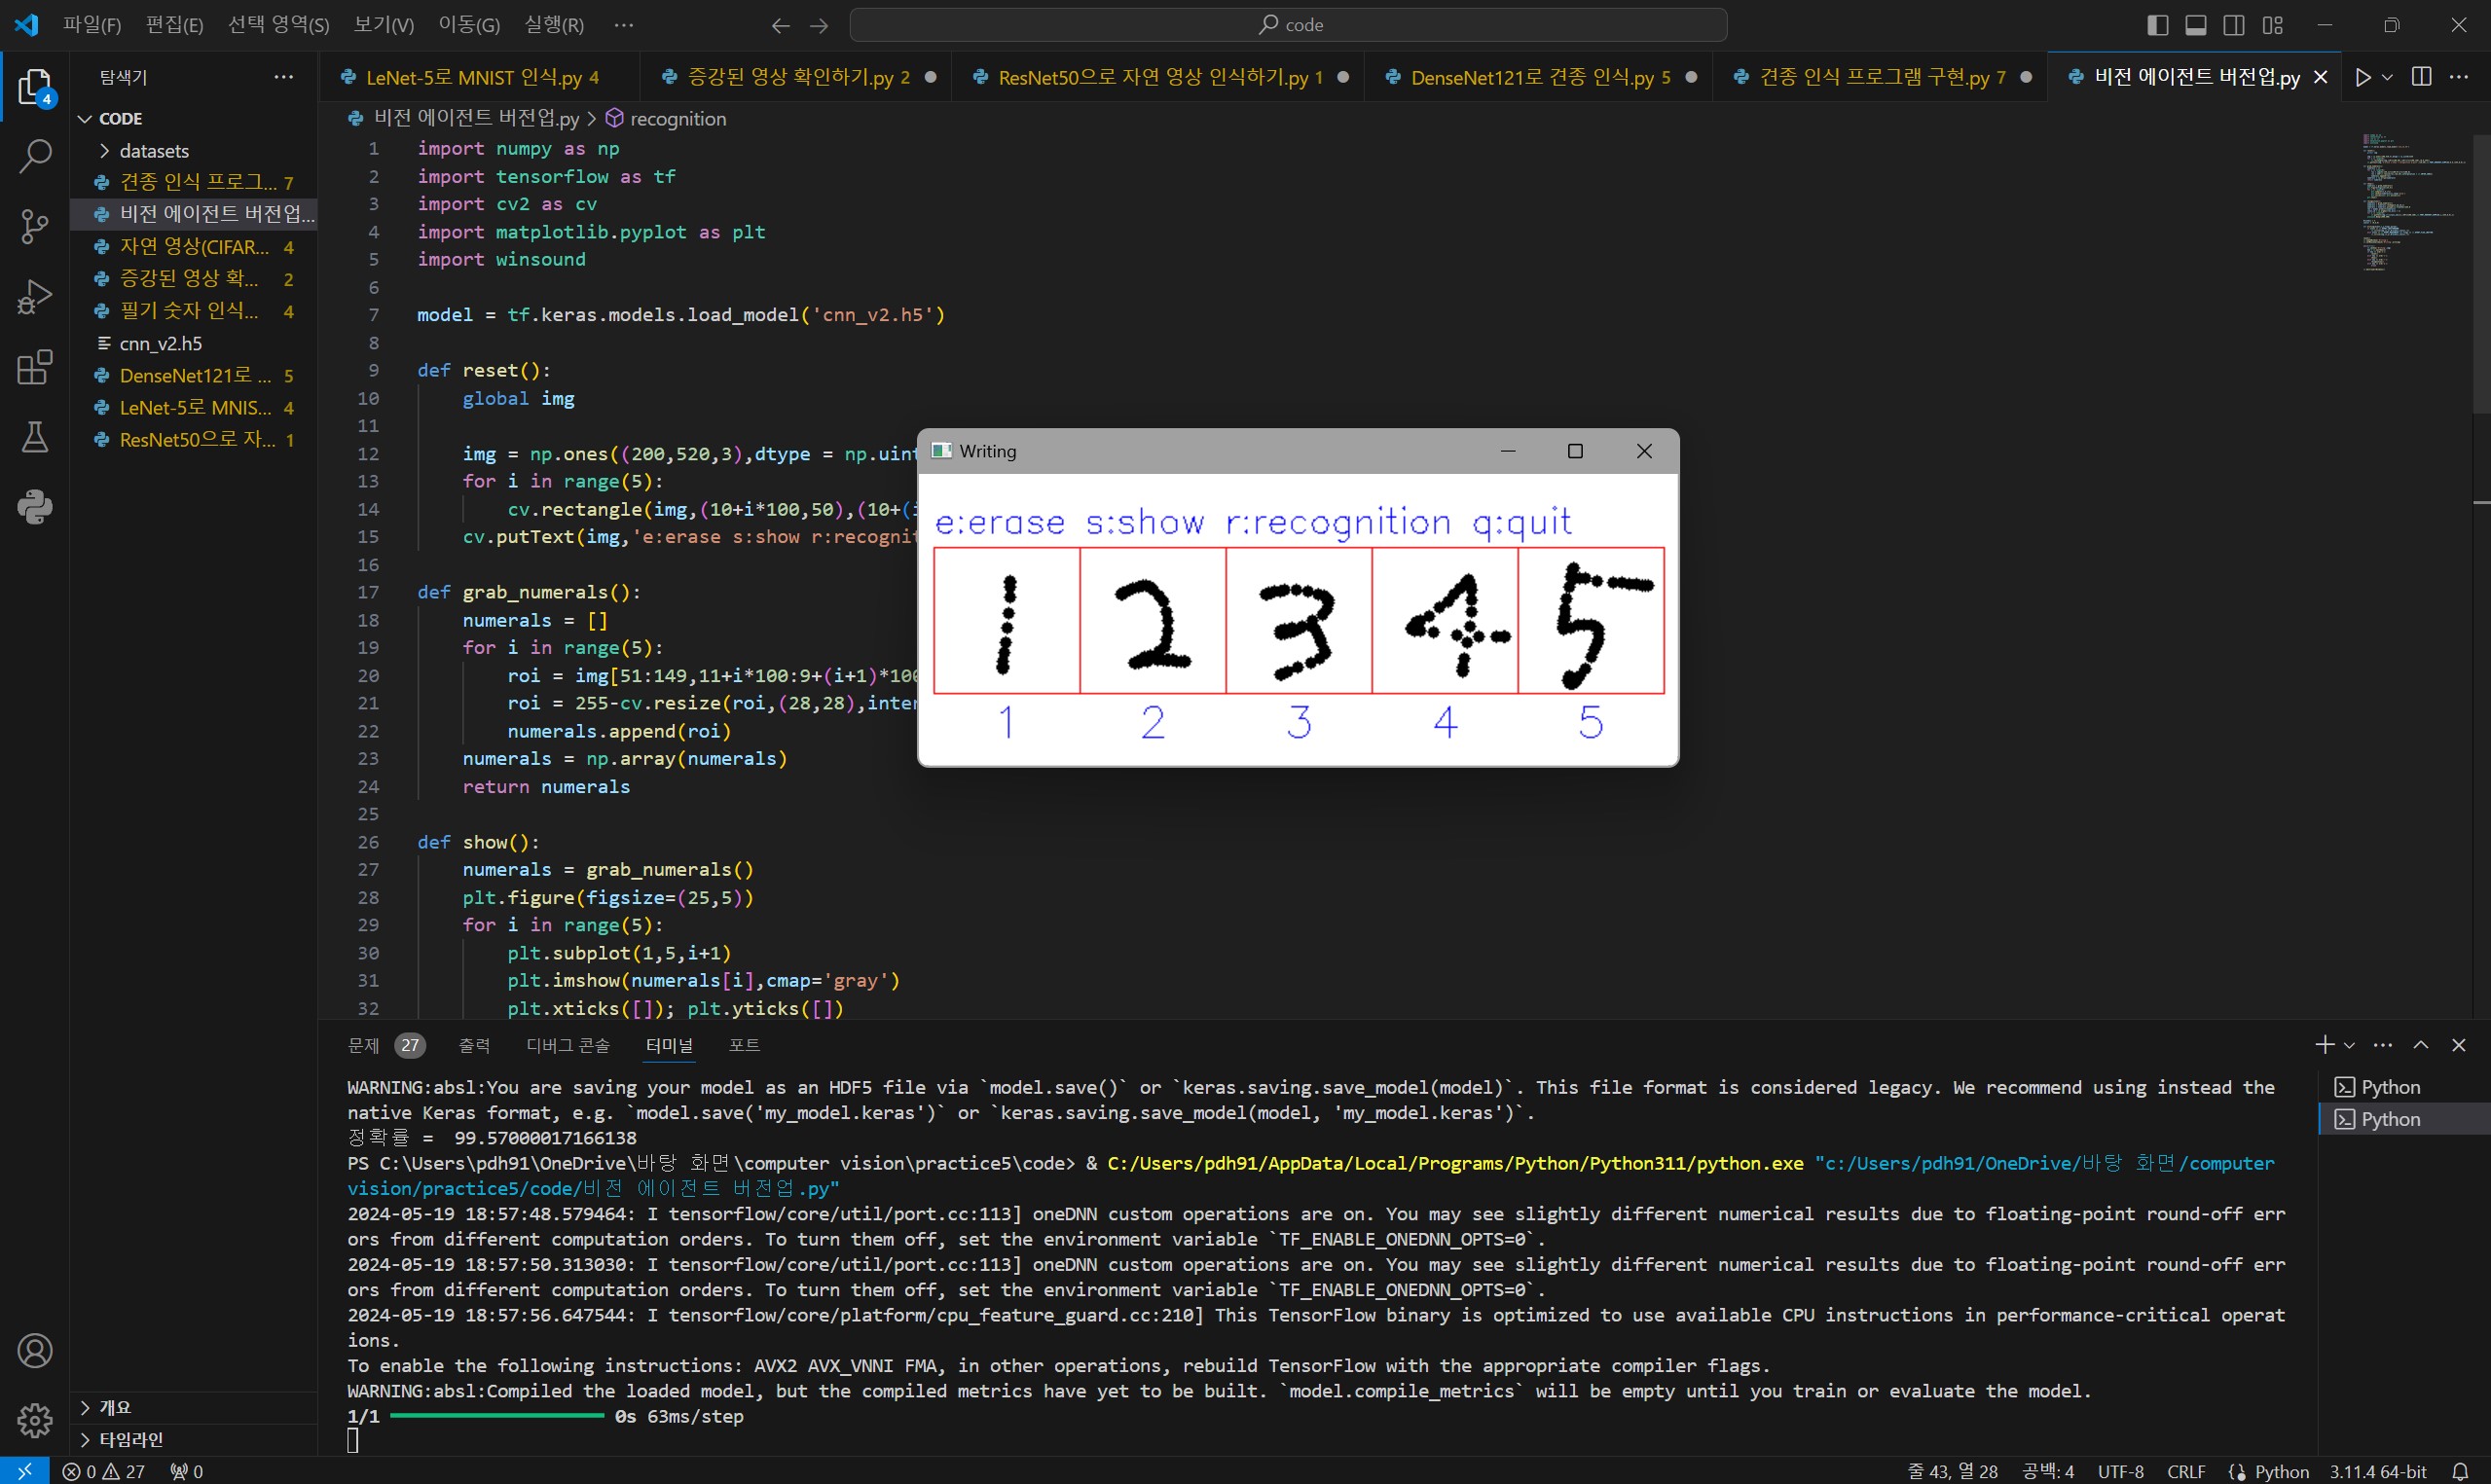 파일(F) 편집(E) 선택 영역(S) 보기(V) 이동(G) 실행(R) ··· code
탐색기 ···
CODE
datasets
견종 인식 프로그... 7
비전 에이전트 버전업...
자연 영상(CIFAR... 4
증강된 영상 확... 2
필기 숫자 인식... 4
cnn_v2.h5
DenseNet121로 ... 5
LeNet-5로 MNIS... 4
ResNet50으로 자... 1
4
개요
타임라인
LeNet-5로 MNIST 인식.py 4 증강된 영상 확인하기.py 2 ResNet50으로 자연 영상 인식하기.py 1 DenseNet121로 견종 인식.py 5 견종 인식 프로그램 구현.py 7 비전 에이전트 버전업.py
비전 에이전트 버전업.py > recognition
1 import numpy as np
2 import tensorflow as tf
3 import cv2 as cv
4 import matplotlib.pyplot as plt
5 import winsound
6
7 model = tf.keras.models.load_model('cnn_v2.h5')
8
9 def reset():
10 global img
11
12 img = np.ones((200,520,3),dtype = np.uint
13 for i in range(5):
14 cv.rectangle(img,(10+i*100,50),(10+(i
15 cv.putText(img,'e:erase s:show r:recognit
16
17 def grab_numerals():
18 numerals = []
19 for i in range(5):
20 roi = img[51:149,11+i*100:9+(i+1)*100
21 roi = 255-cv.resize(roi,(28,28),inter
22 numerals.append(roi)
23 numerals = np.array(numerals)
24 return numerals
25
26 def show():
27 numerals = grab_numerals()
28 plt.figure(figsize=(25,5))
29 for i in range(5):
30 plt.subplot(1,5,i+1)
31 plt.imshow(numerals[i],cmap='gray')
32 plt.xticks([]); plt.yticks([])
Writing
e:erase s:show r:recognition q:quit
1 2 3 4 5
1 2 3 4 5
문제 27 출력 디버그 콘솔 터미널 포트
WARNING:absl:You are saving your model as an HDF5 file via `model.save()` or `keras.saving.save_model(model)`. This file format is considered legacy. We recommend using instead the
native Keras format, e.g. `model.save('my_model.keras')` or `keras.saving.save_model(model, 'my_model.keras')`.
정확률 =  99.57000017166138
PS C:\Users\pdh91\OneDrive\바탕 화면\computer vision\practice5\code> & C:/Users/pdh91/AppData/Local/Programs/Python/Python311/python.exe "c:/Users/pdh91/OneDrive/바탕 화면/computer
vision/practice5/code/비전 에이전트 버전업.py"
2024-05-19 18:57:48.579464: I tensorflow/core/util/port.cc:113] oneDNN custom operations are on. You may see slightly different numerical results due to floating-point round-off err
ors from different computation orders. To turn them off, set the environment variable `TF_ENABLE_ONEDNN_OPTS=0`.
2024-05-19 18:57:50.313030: I tensorflow/core/util/port.cc:113] oneDNN custom operations are on. You may see slightly different numerical results due to floating-point round-off err
ors from different computation orders. To turn them off, set the environment variable `TF_ENABLE_ONEDNN_OPTS=0`.
2024-05-19 18:57:56.647544: I tensorflow/core/platform/cpu_feature_guard.cc:210] This TensorFlow binary is optimized to use available CPU instructions in performance-critical operat
ions.
To enable the following instructions: AVX2 AVX_VNNI FMA, in other operations, rebuild TensorFlow with the appropriate compiler flags.
WARNING:absl:Compiled the loaded model, but the compiled metrics have yet to be built. `model.compile_metrics` will be empty until you train or evaluate the model.
1/1 0s 63ms/step
Python
Python
0 27 0 줄 43, 열 28 공백: 4 UTF-8 CRLF Python 3.11.4 64-bit